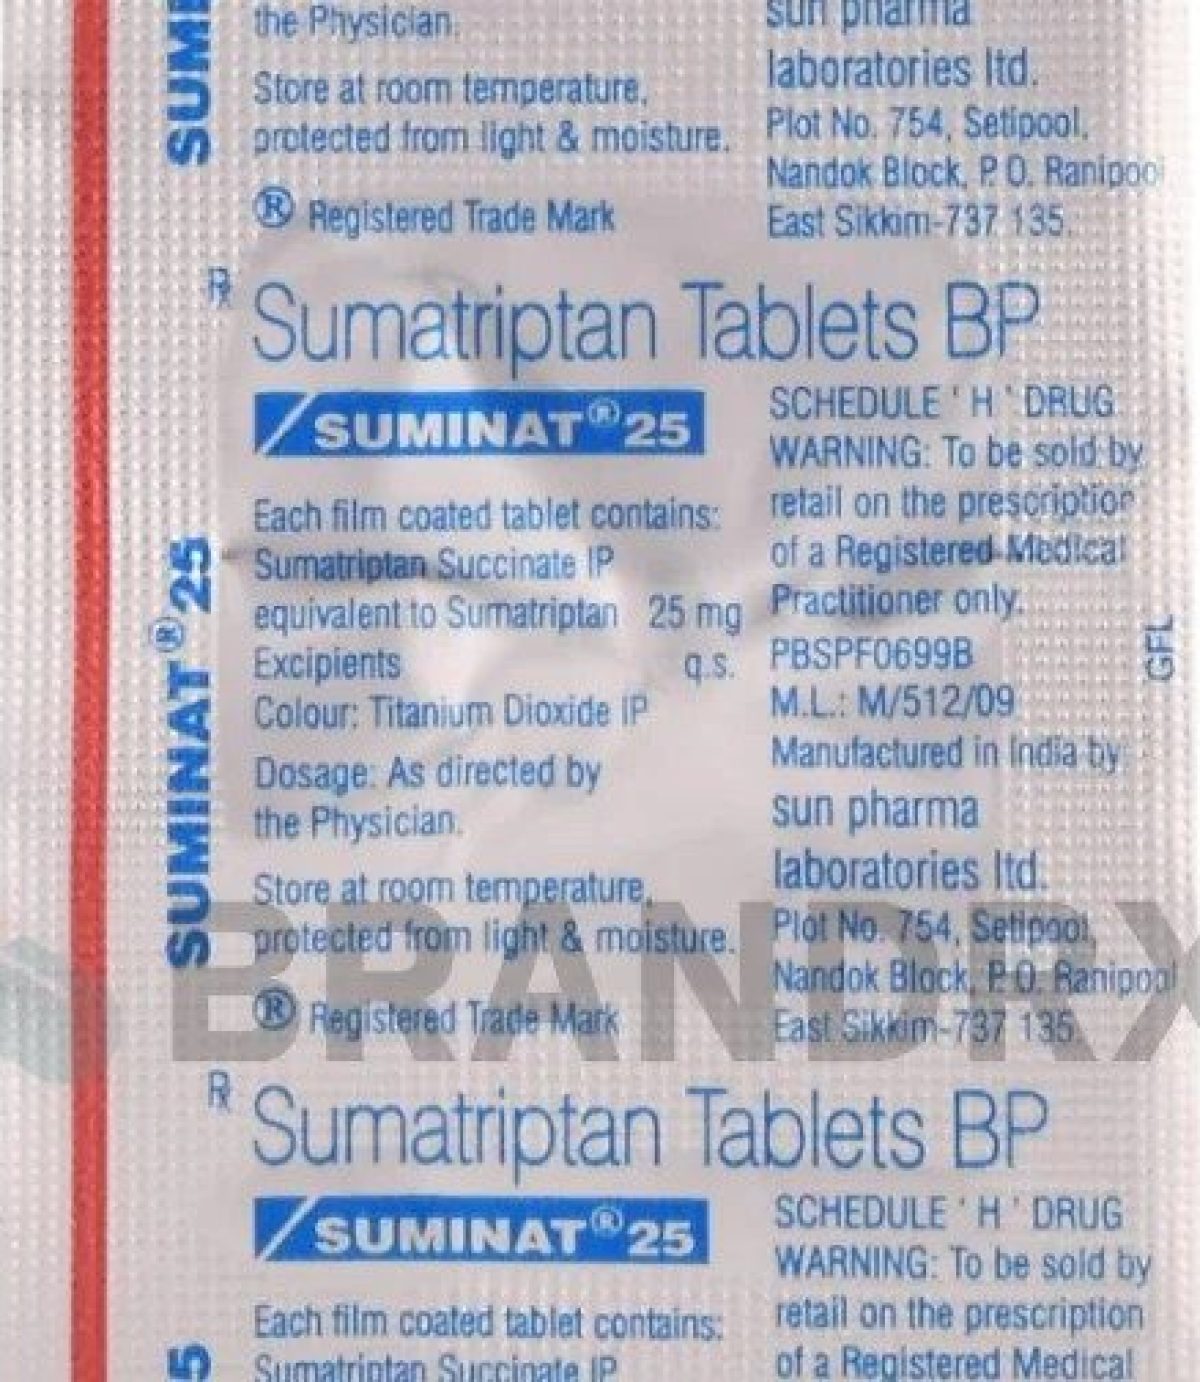 SUMI
the Physician.
Store at room temperature,
protected from light & moisture.
® Registered Trade Mark
sun pharma
laboratories ltd.
Plot No. 754, Setipool,
Nandok Block, P. O. Ranipool
East Sikkim-737 135.
Rx Sumatriptan Tablets BP
SUMINAT® 25
Each film coated tablet contains:
Sumatriptan Succinate IP
equivalent to Sumatriptan 25 mg
Excipients q.s.
Colour: Titanium Dioxide IP
Dosage: As directed by
the Physician.
Store at room temperature,
protected from light & moisture.
® Registered Trade Mark
SCHEDULE ' H ' DRUG
WARNING: To be sold by
retail on the prescription
of a Registered Medical
Practitioner only.
PBSPF0699B
M.L.: M/512/09
Manufactured in India by:
sun pharma
laboratories ltd.
Plot No. 754, Setipool,
Nandok Block, P. O. Ranipool
East Sikkim-737 135.
SUMINAT® 25
GFL
BRANDRX
Rx Sumatriptan Tablets BP
SUMINAT® 25
Each film coated tablet contains:
Sumatriptan Succinate IP
SCHEDULE ' H ' DRUG
WARNING: To be sold by
retail on the prescription
of a Registered Medical
5